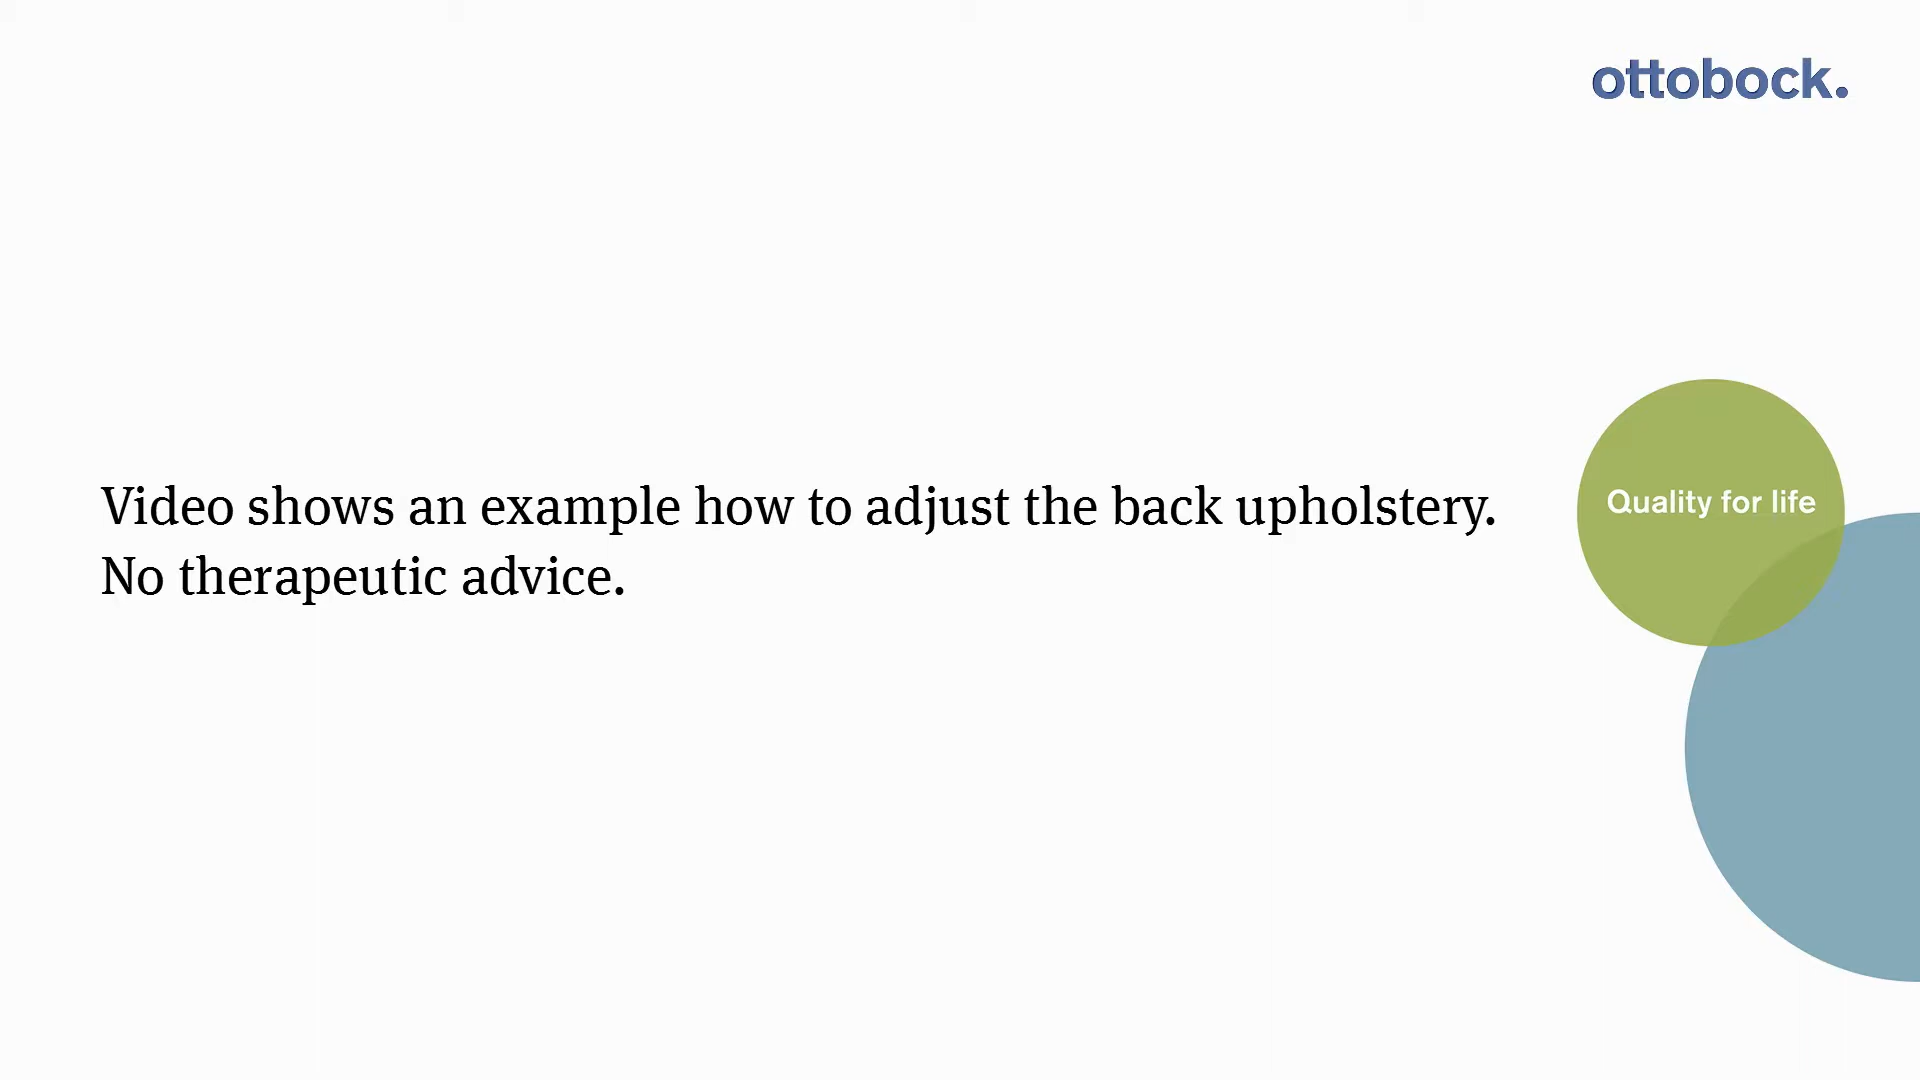 ottobock.
Video shows an example how to adjust the back upholstery.
No therapeutic advice.
Quality for life